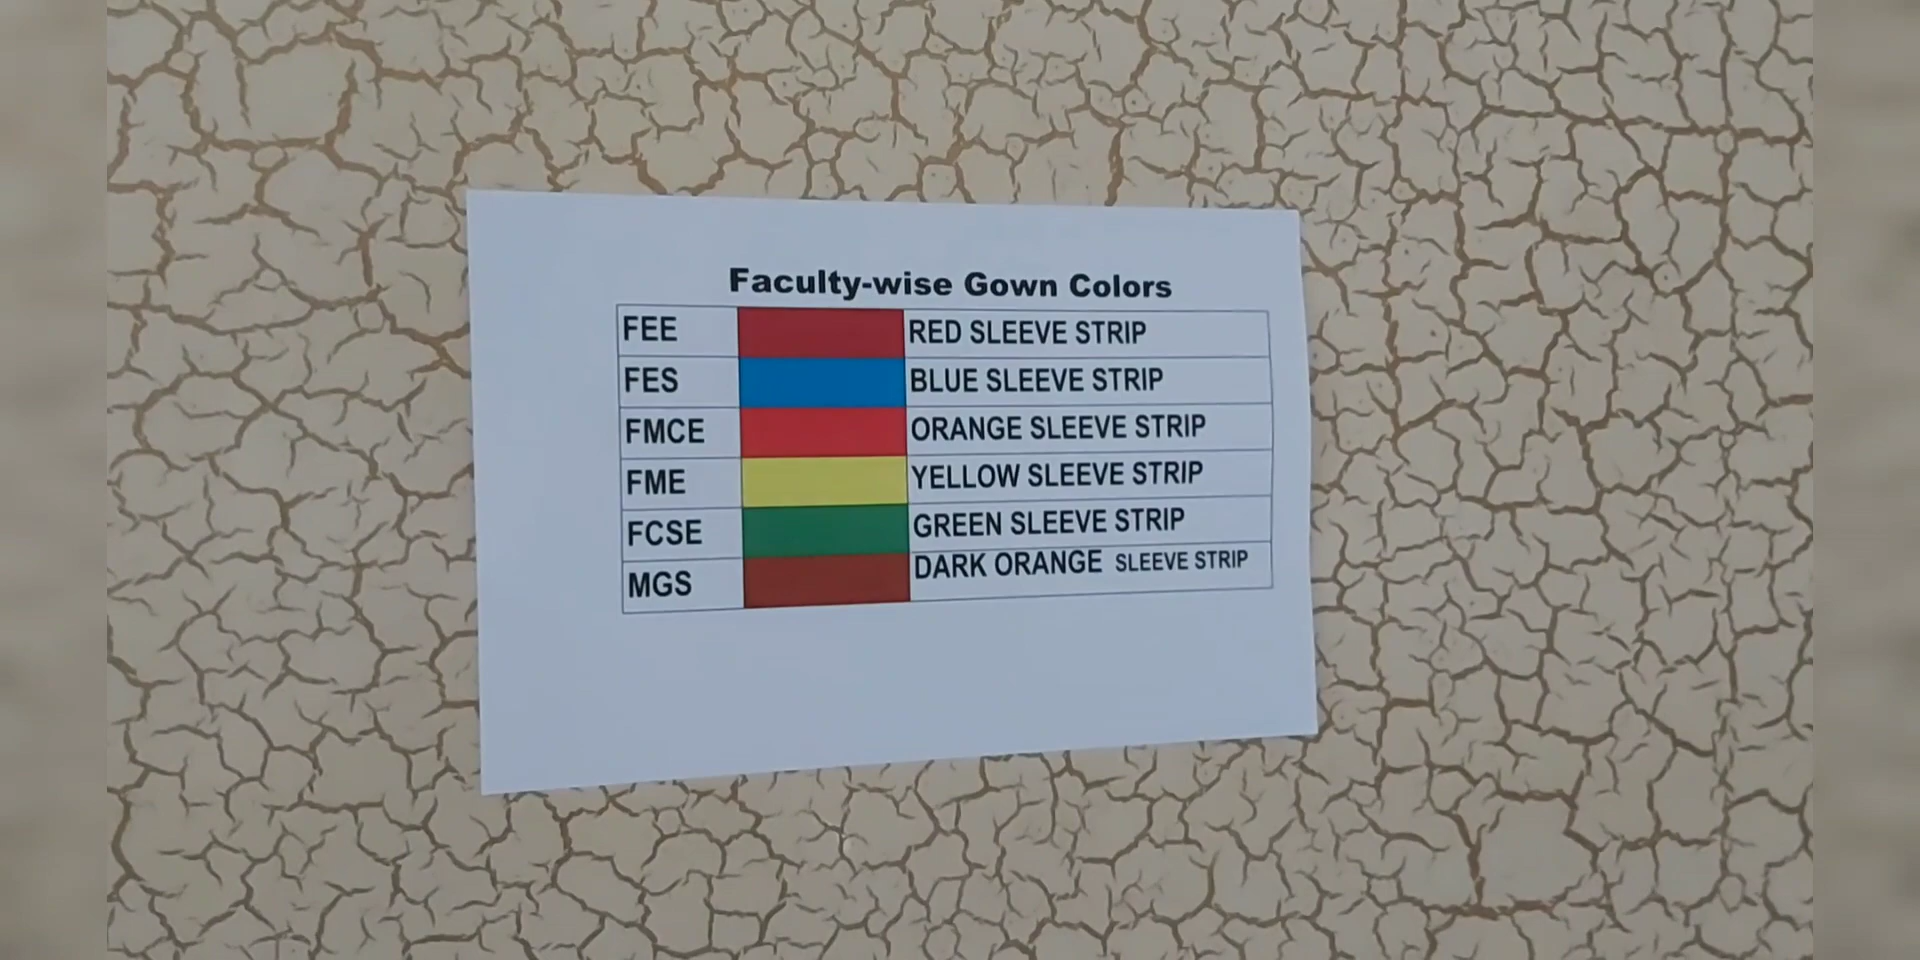 Faculty-wise Gown Colors
FEE RED SLEEVE STRIP
FES BLUE SLEEVE STRIP
FMCE ORANGE SLEEVE STRIP
FME YELLOW SLEEVE STRIP
FCSE GREEN SLEEVE STRIP
MGS DARK ORANGE SLEEVE STRIP